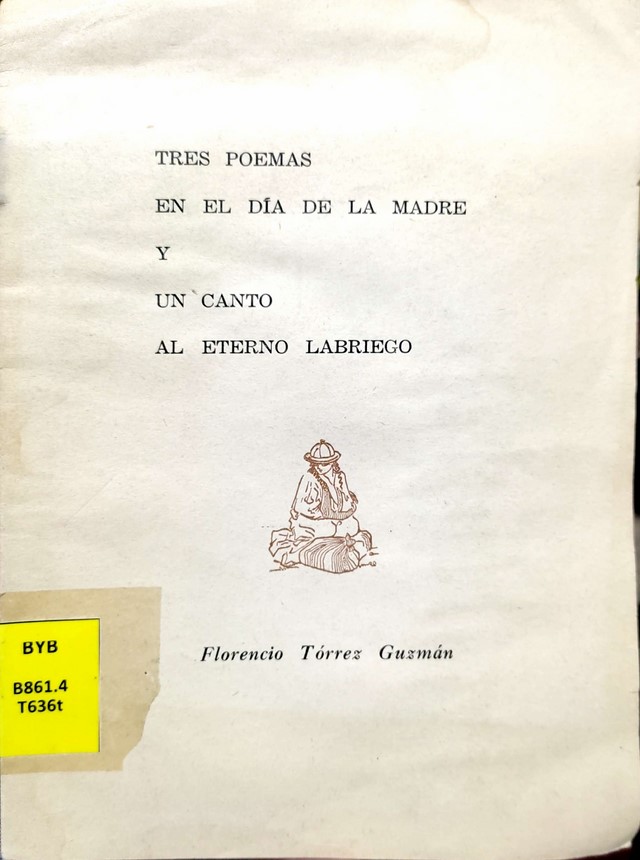 TRES POEMAS
EN EL DÍA DE LA MADRE
Y
UN CANTO
AL ETERNO LABRIEGO
Florencio Tórrez Guzmán
BYB
B861.4
T636t